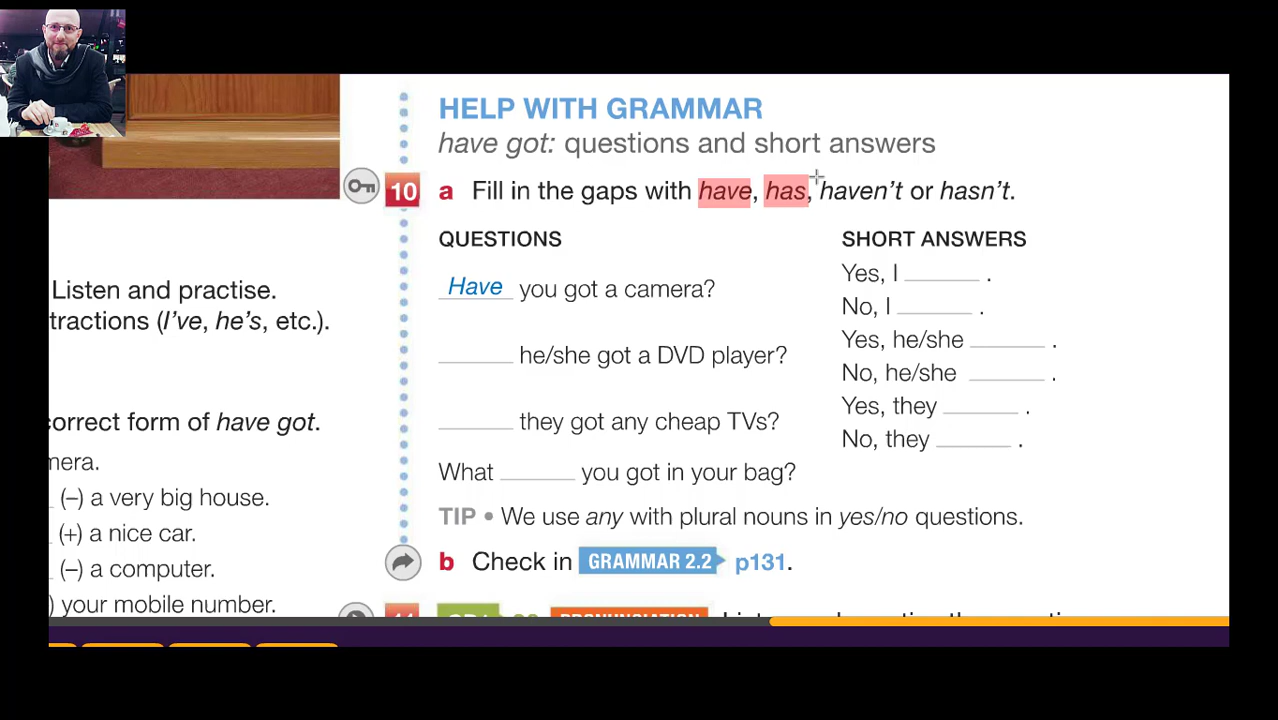 HELP WITH GRAMMAR
have got: questions and short answers
10 a Fill in the gaps with have, has, haven't or hasn't.
QUESTIONS
Have you got a camera?
______ he/she got a DVD player?
______ they got any cheap TVs?
What ______ you got in your bag?
SHORT ANSWERS
Yes, I ______ .
No, I ______ .
Yes, he/she ______ .
No, he/she ______ .
Yes, they ______ .
No, they ______ .
TIP • We use any with plural nouns in yes/no questions.
b Check in GRAMMAR 2.2 p131.
Listen and practise.
tractions (I've, he's, etc.).
correct form of have got.
mera.
(–) a very big house.
(+) a nice car.
(–) a computer.
) your mobile number.
PRONUNCIATION